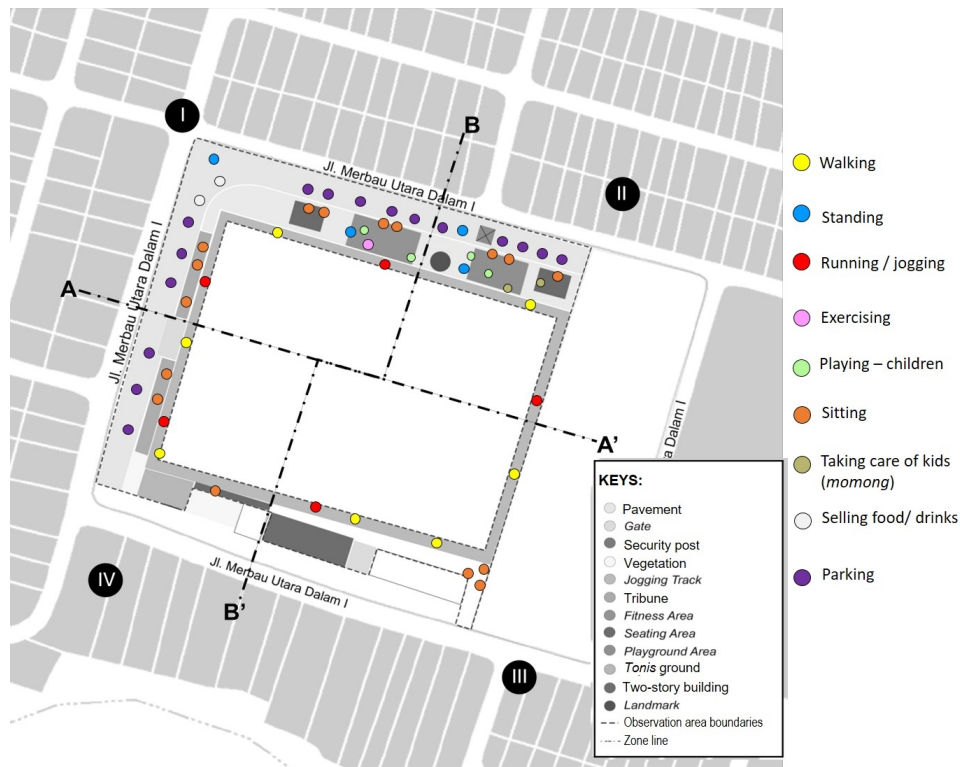 I
B
Jl. Merbau Utara Dalam I
II
Jl. Merbau Utara Dalam I
A
A'
a Dalam I
Jl. Merbau Utara Dalam I
B'
IV
III
Walking
Standing
Running / jogging
Exercising
Playing – children
Sitting
Taking care of kids
(momong)
Selling food/ drinks
Parking
KEYS:
Pavement
Gate
Security post
Vegetation
Jogging Track
Tribune
Fitness Area
Seating Area
Playground Area
Tonis ground
Two-story building
Landmark
Observation area boundaries
Zone line